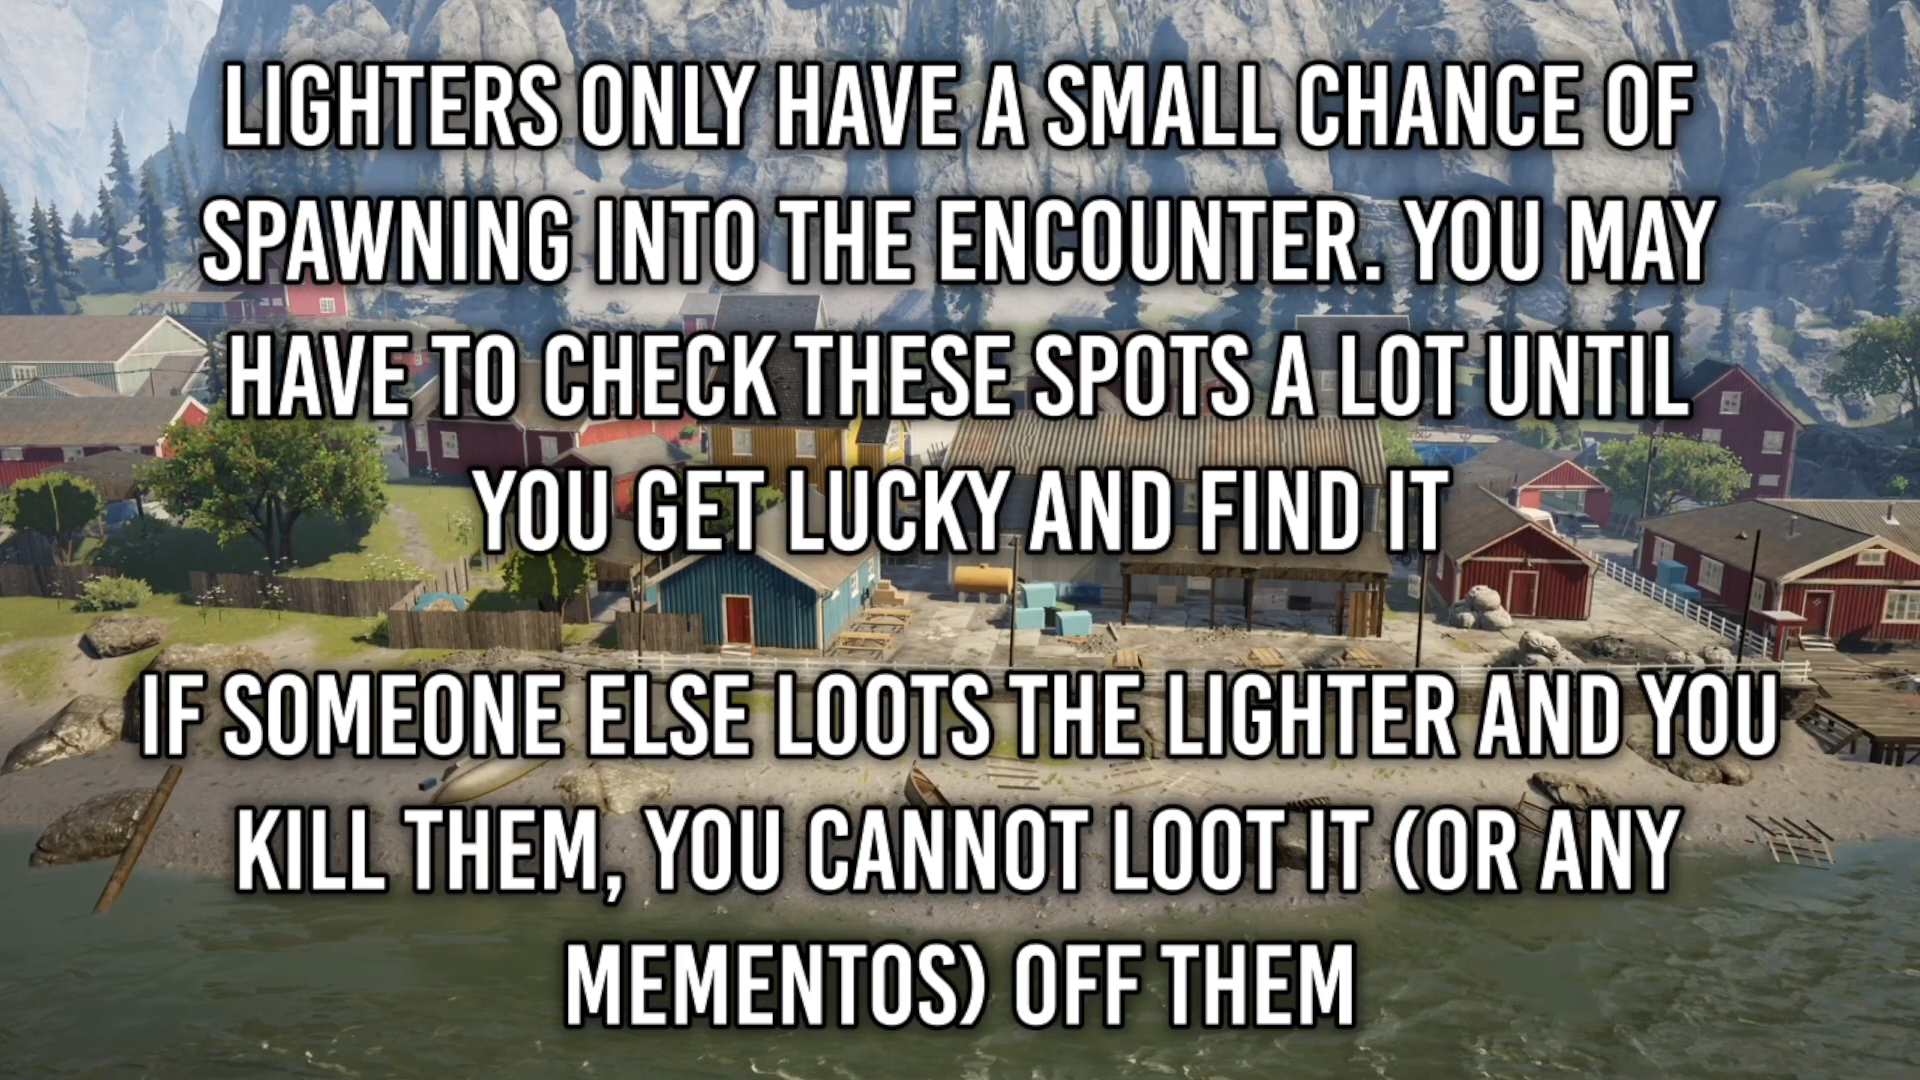 LIGHTERS ONLY HAVE A SMALL CHANCE OF
SPAWNING INTO THE ENCOUNTER. YOU MAY
HAVE TO CHECK THESE SPOTS A LOT UNTIL
YOU GET LUCKY AND FIND IT
IF SOMEONE ELSE LOOTS THE LIGHTER AND YOU
KILL THEM, YOU CANNOT LOOT IT (OR ANY
MEMENTOS) OFF THEM